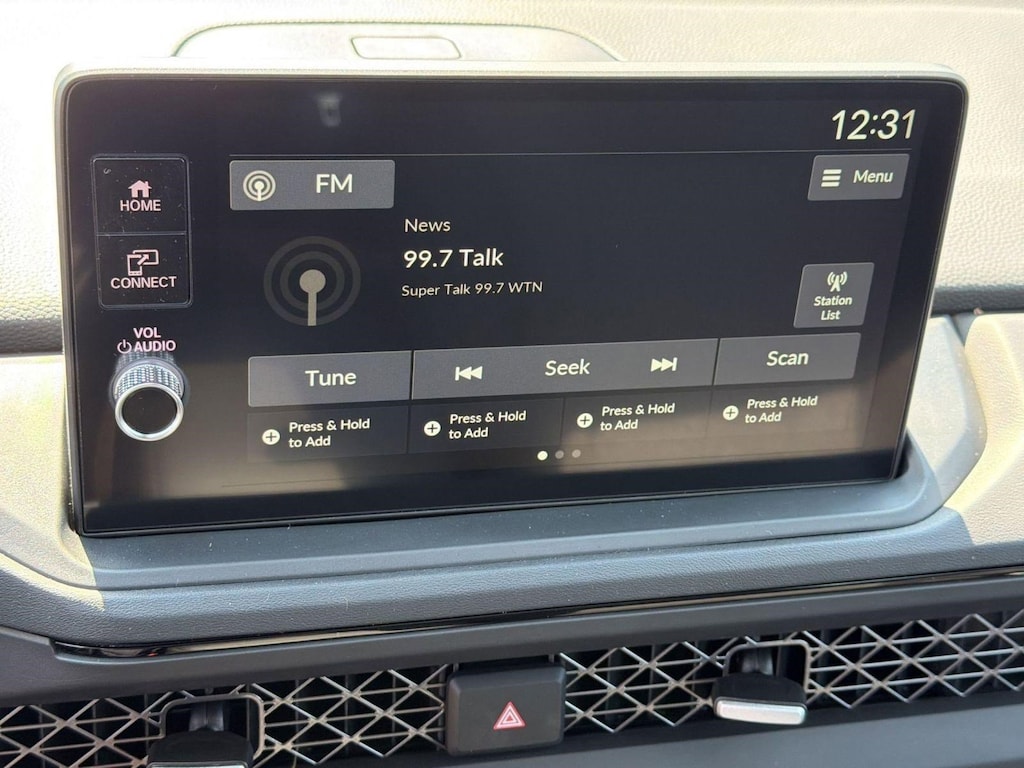 12:31
HOME
FM
Menu
News
99.7 Talk
Super Talk 99.7 WTN
CONNECT
Station
List
VOL
AUDIO
Tune
Seek
Scan
Press & Hold
to Add
Press & Hold
to Add
Press & Hold
to Add
Press & Hold
to Add